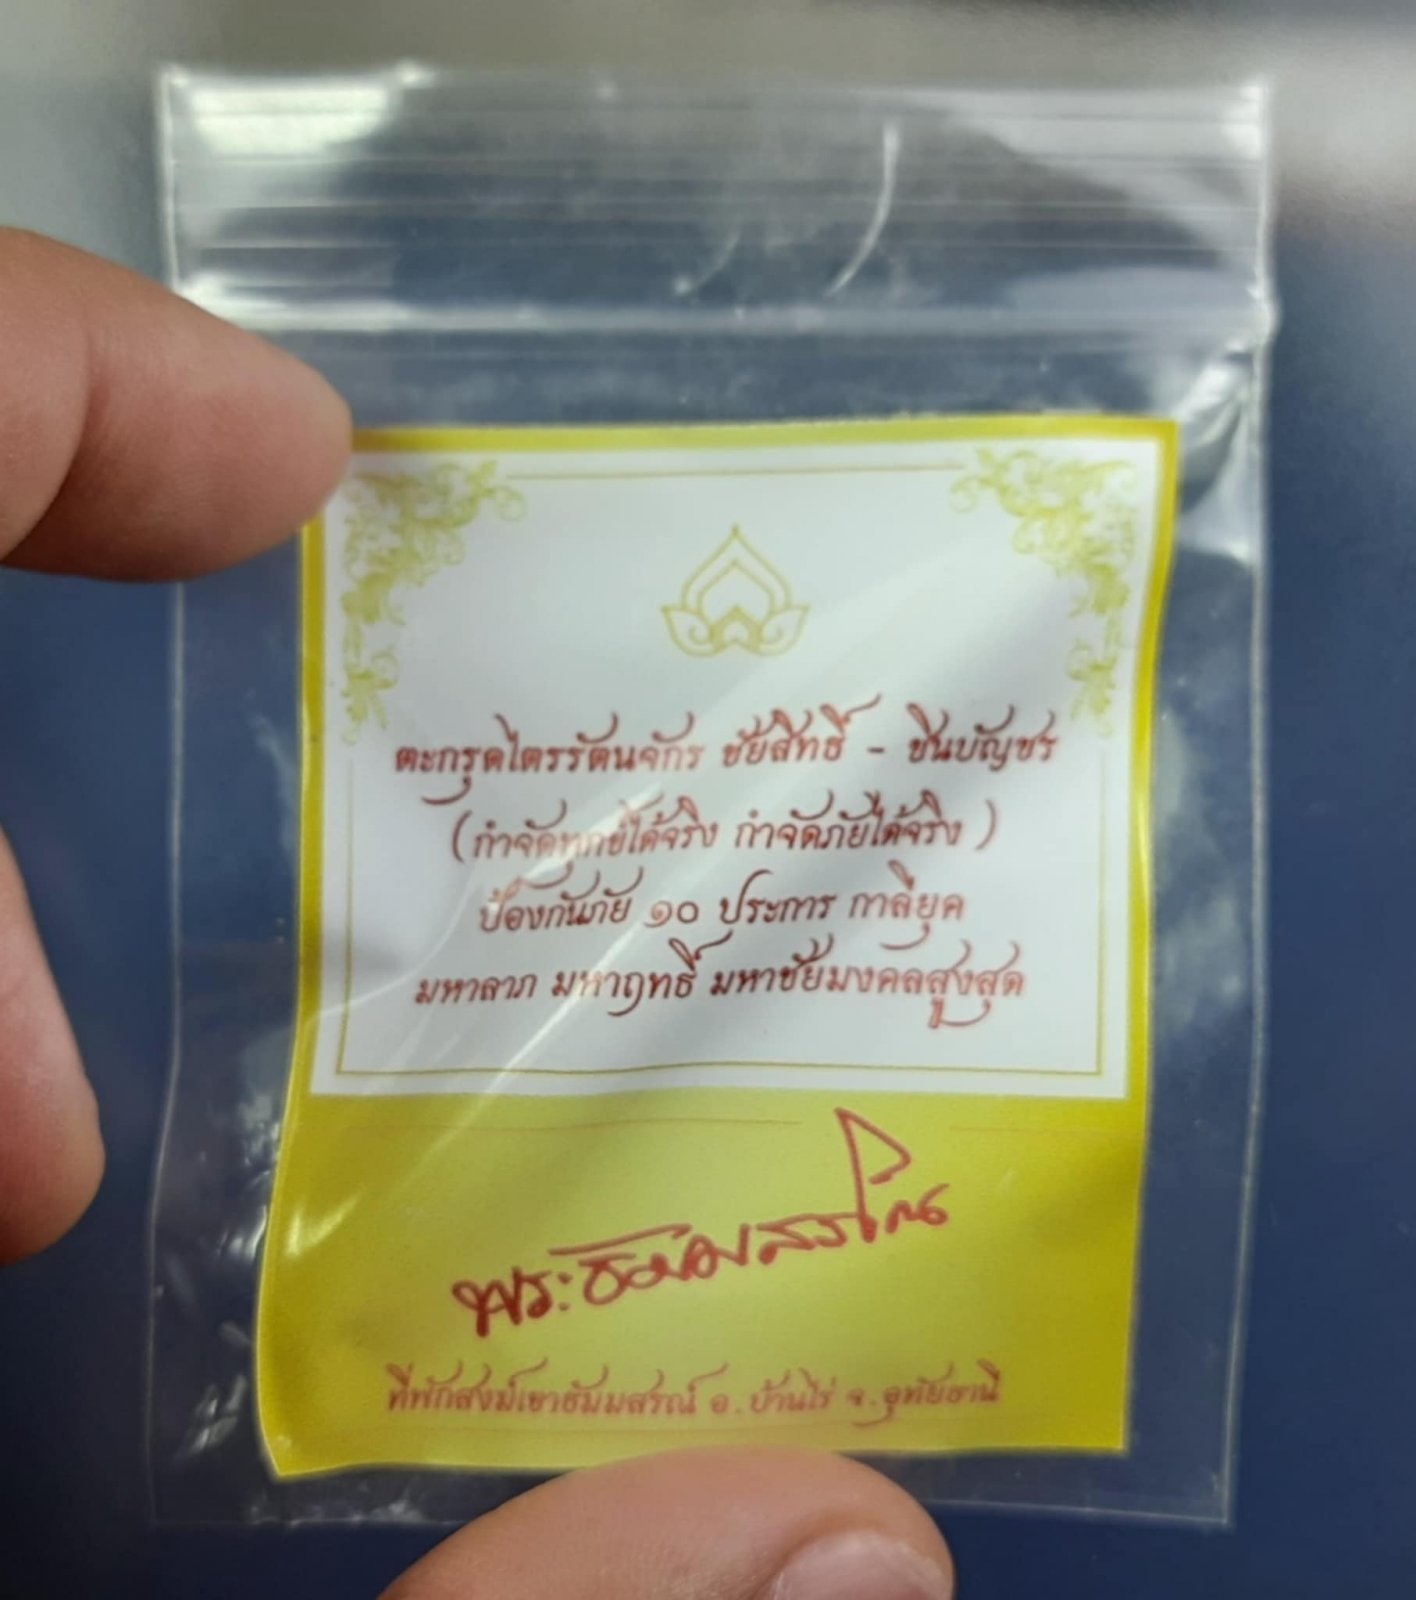 ตะกรุดไตรรัตนจักร ชัยสิทธิ์ - ชินบัญชร
(กำจัดทุกข์ได้จริง กำจัดภัยได้จริง)
ป้องกันภัย ๑๐ ประการ กาลียุค
มหาลาภ มหาฤทธิ์ มหาชัยมงคลสูงสุด
พระธัมมสรโณ
ที่พักสงฆ์เขาธัมมสรณ์ อ.บ้านไร่ จ.อุทัยธานี